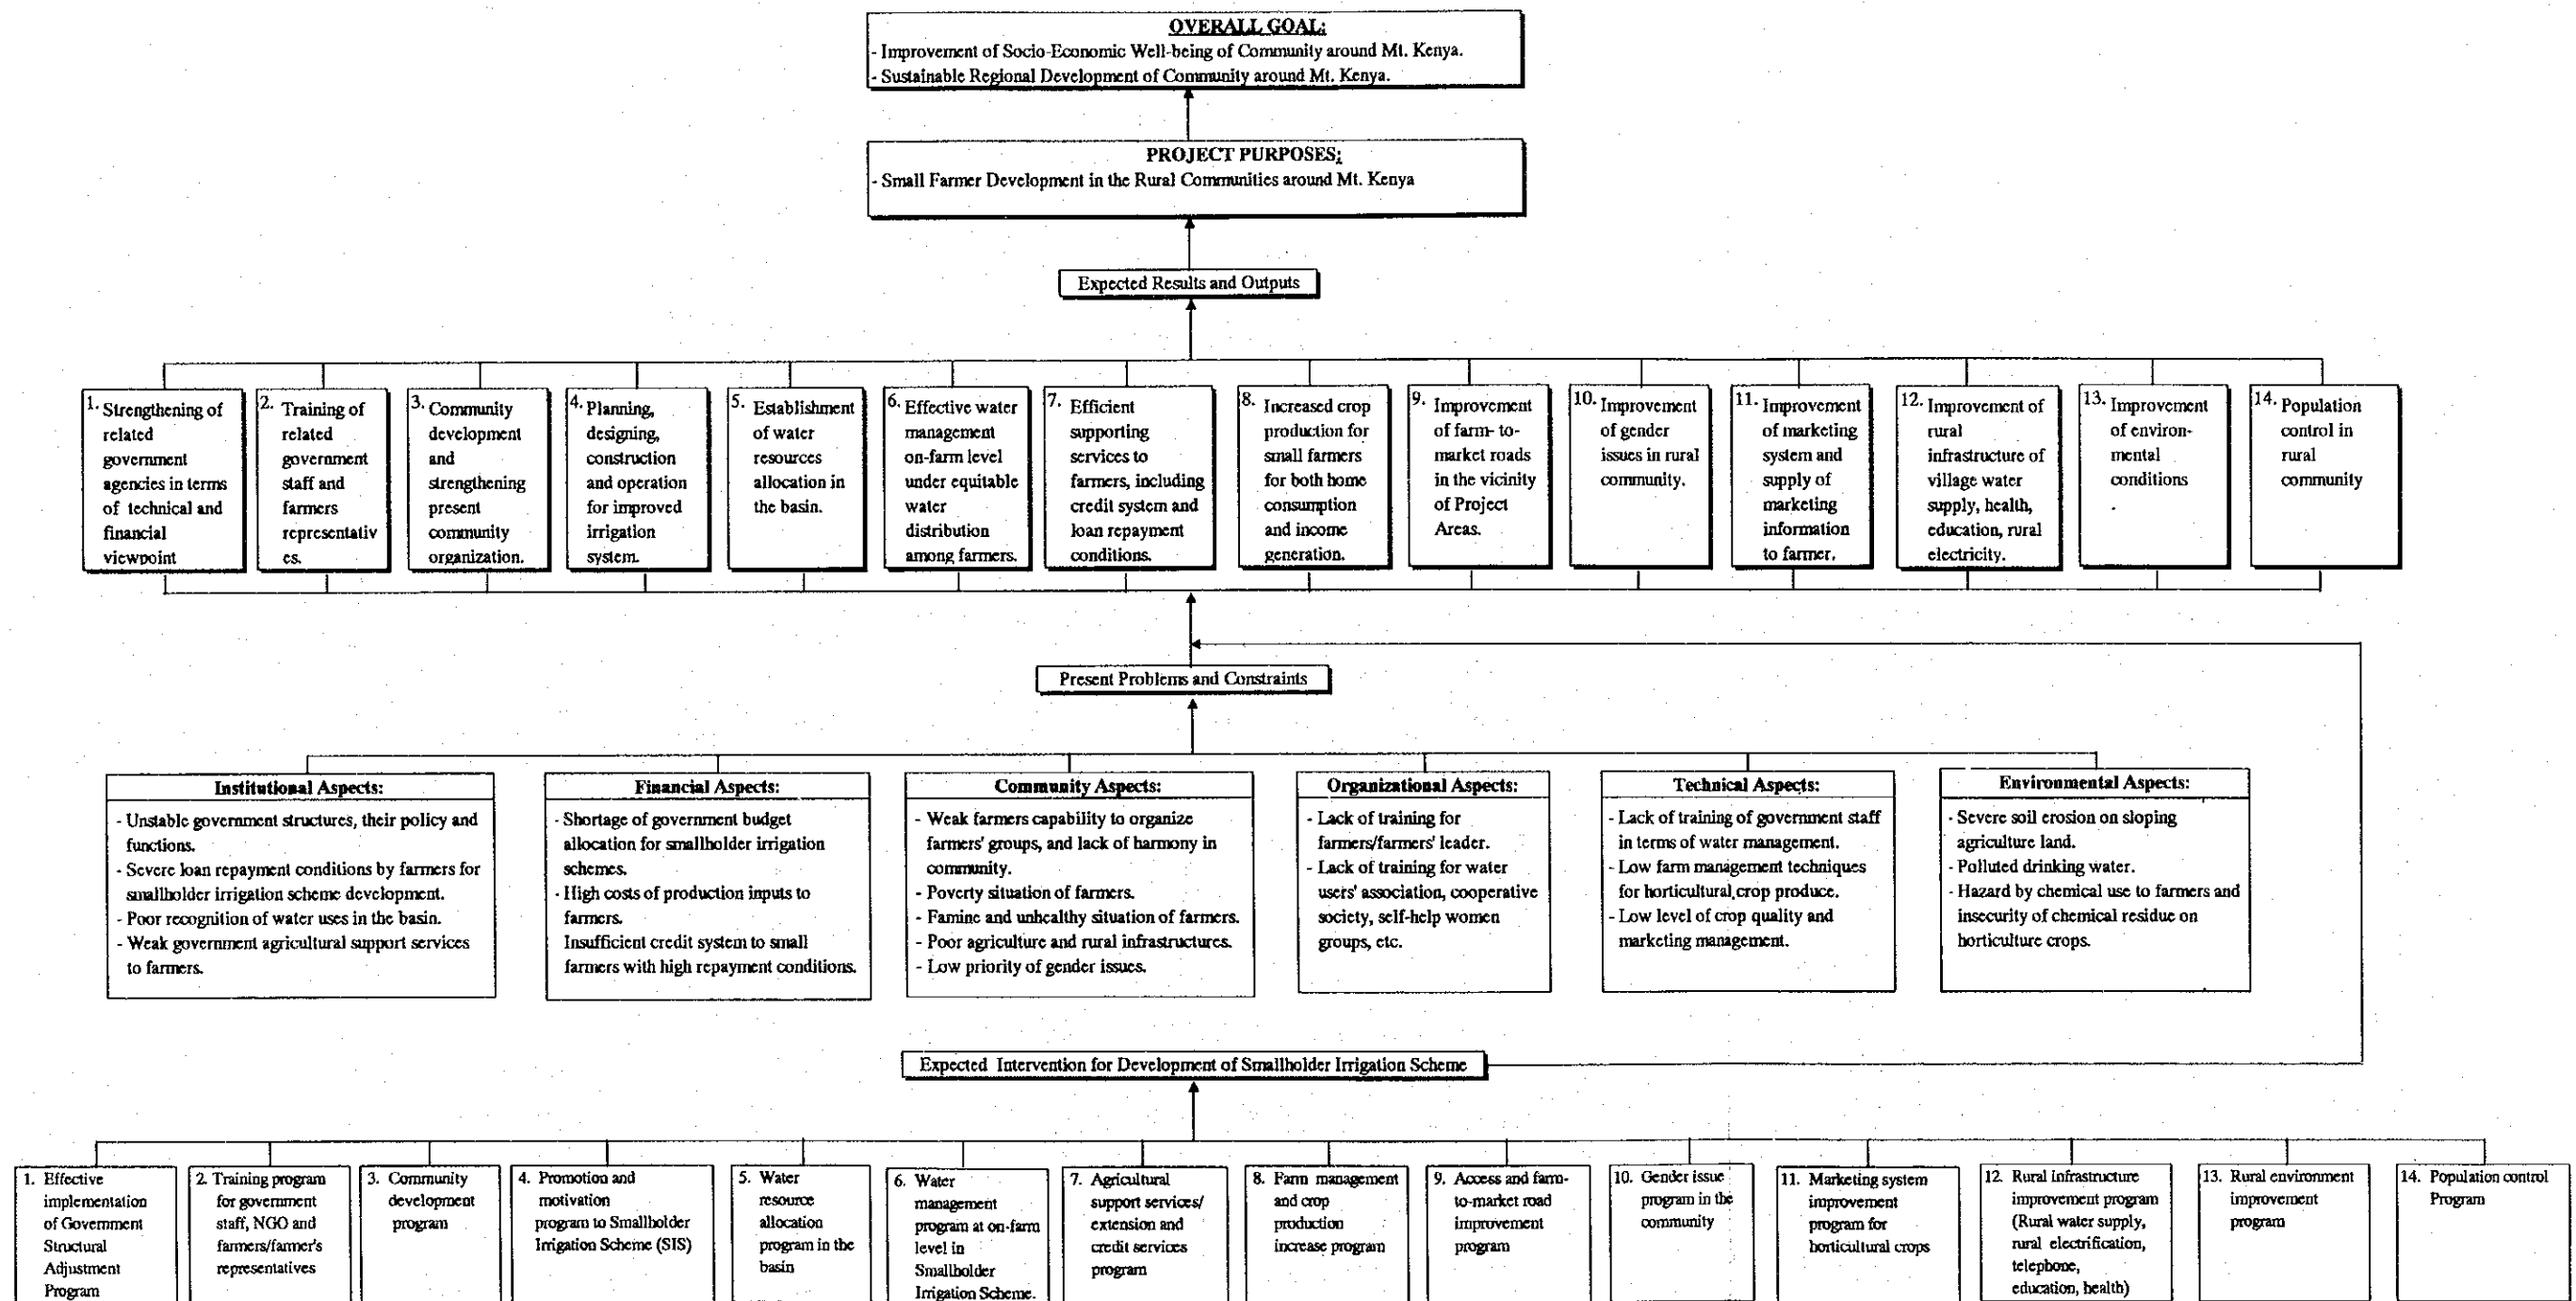 OVERALL GOAL:
- Improvement of Socio-Economic Well-being of Community around Mt. Kenya.
- Sustainable Regional Development of Community around Mt. Kenya.
PROJECT PURPOSES:
- Small Farmer Development in the Rural Communities around Mt. Kenya
Expected Results and Outputs
1. Strengthening of
related
government
agencies in terms
of technical and
financial
viewpoint
2. Training of
related
government
staff and
farmers
representativ
es.
3. Community
development
and
strengthening
present
community
organization.
4. Planning,
designing,
construction
and operation
for improved
irrigation
system.
5. Establishment
of water
resources
allocation in
the basin.
6. Effective water
management
on-farm level
under equitable
water
distribution
among farmers.
7. Efficient
supporting
services to
farmers, including
credit system and
loan repayment
conditions.
8. Increased crop
production for
small farmers
for both home
consumption
and income
generation.
9. Improvement
of farm- to-
market roads
in the vicinity
of Project
Areas.
10. Improvement
of gender
issues in rural
community.
11. Improvement
of marketing
system and
supply of
marketing
information
to farmer.
12. Improvement of
rural
infrastructure of
village water
supply, health,
education, rural
electricity.
13. Improvement
of environ-
mental
conditions
.
14. Population
control in
rural
community
Present Problems and Constraints
Institutional Aspects:
- Unstable government structures, their policy and
functions.
- Severe loan repayment conditions by farmers for
smallholder irrigation scheme development.
- Poor recognition of water uses in the basin.
- Weak government agricultural support services
to farmers.
Financial Aspects:
- Shortage of government budget
allocation for smallholder irrigation
schemes.
- High costs of production inputs to
farmers.
Insufficient credit system to small
farmers with high repayment conditions.
Community Aspects:
- Weak farmers capability to organize
farmers' groups, and lack of harmony in
community.
- Poverty situation of farmers.
- Famine and unhealthy situation of farmers.
- Poor agriculture and rural infrastructures.
- Low priority of gender issues.
Organizational Aspects:
- Lack of training for
farmers/farmers' leader.
- Lack of training for water
users' association, cooperative
society, self-help women
groups, etc.
Technical Aspects:
- Lack of training of government staff
in terms of water management.
- Low farm management techniques
for horticultural crop produce.
- Low level of crop quality and
marketing management.
Environmental Aspects:
- Severe soil erosion on sloping
agriculture land.
- Polluted drinking water.
- Hazard by chemical use to farmers and
insecurity of chemical residue on
horticulture crops.
Expected Intervention for Development of Smallholder Irrigation Scheme
1. Effective
implementation
of Government
Structural
Adjustment
Program
2. Training program
for government
staff, NGO and
farmers/farmer's
representatives
3. Community
development
program
4. Promotion and
motivation
program to Smallholder
Irrigation Scheme (SIS)
5. Water
resource
allocation
program in the
basin
6. Water
management
program at on-farm
level in
Smallholder
Irrigation Scheme.
7. Agricultural
support services/
extension and
credit services
program
8. Farm management
and crop
production
increase program
9. Access and farm-
to-market road
improvement
program
10. Gender issue
program in the
community
11. Marketing system
improvement
program for
horticultural crops
12. Rural infrastructure
improvement program
(Rural water supply,
rural electrification,
telephone,
education, health)
13. Rural environment
improvement
program
14. Population control
Program